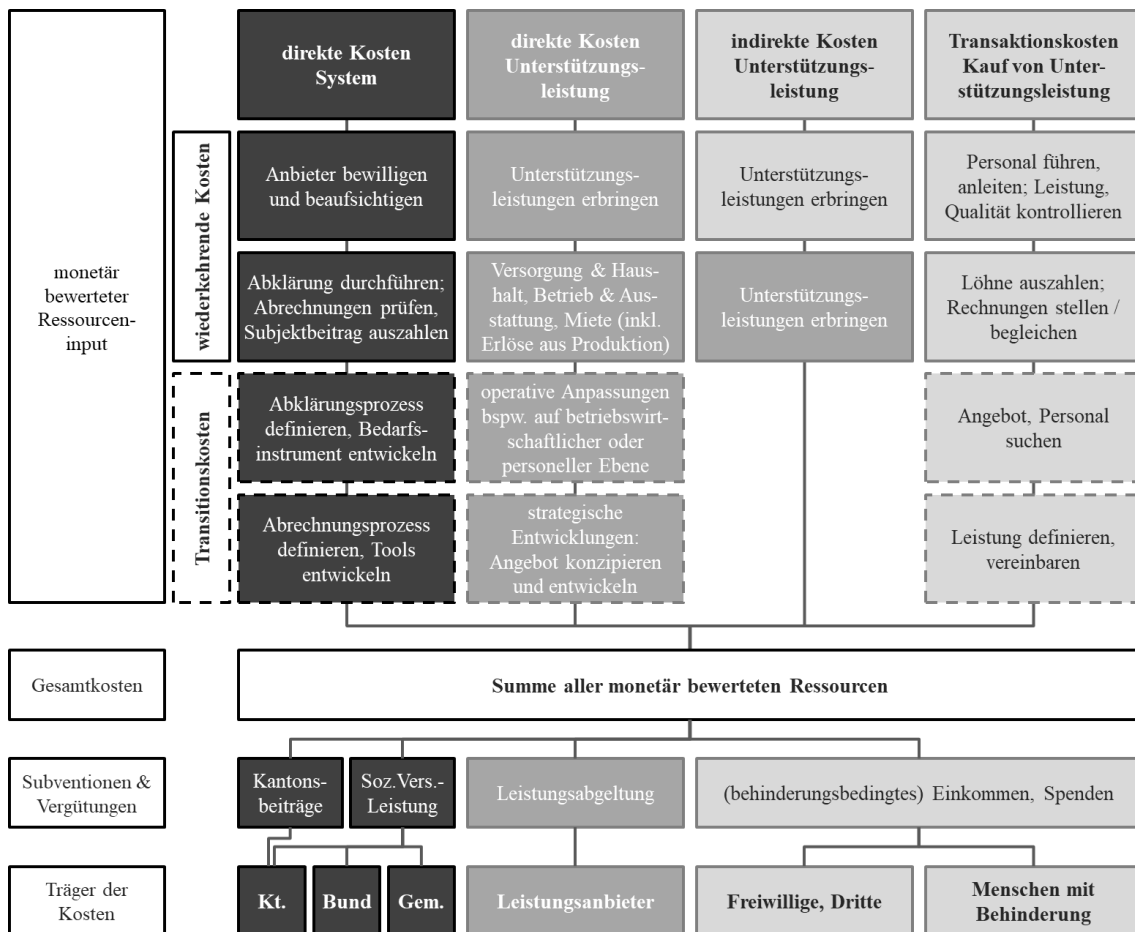 direkte Kosten
System
direkte Kosten
Unterstützungs-
leistung
indirekte Kosten
Unterstützungs-
leistung
Transaktionskosten
Kauf von Unter-
stützungsleistung
monetär
bewerteter
Ressourcen-
input
wiederkehrende Kosten
Anbieter bewilligen
und beaufsichtigen
Unterstützungs-
leistungen erbringen
Unterstützungs-
leistungen erbringen
Personal führen,
anleiten; Leistung,
Qualität kontrollieren
Abklärung durchführen;
Abrechnungen prüfen,
Subjektbeitrag auszahlen
Versorgung & Haus-
halt, Betrieb & Aus-
stattung, Miete (inkl.
Erlöse aus Produktion)
Unterstützungs-
leistungen erbringen
Löhne auszahlen;
Rechnungen stellen /
begleichen
Transitionskosten
Abklärungsprozess
definieren, Bedarfs-
instrument entwickeln
operative Anpassungen
bspw. auf betriebswirt-
schaftlicher oder
personeller Ebene
Angebot, Personal
suchen
Abrechnungsprozess
definieren, Tools
entwickeln
strategische
Entwicklungen:
Angebot konzipieren
und entwickeln
Leistung definieren,
vereinbaren
Gesamtkosten
Summe aller monetär bewerteten Ressourcen
Subventionen &
Vergütungen
Kantons-
beiträge
Soz.Vers.-
Leistung
Leistungsabgeltung
(behinderungsbedingtes) Einkommen, Spenden
Träger der
Kosten
Kt.
Bund
Gem.
Leistungsanbieter
Freiwillige, Dritte
Menschen mit
Behinderung